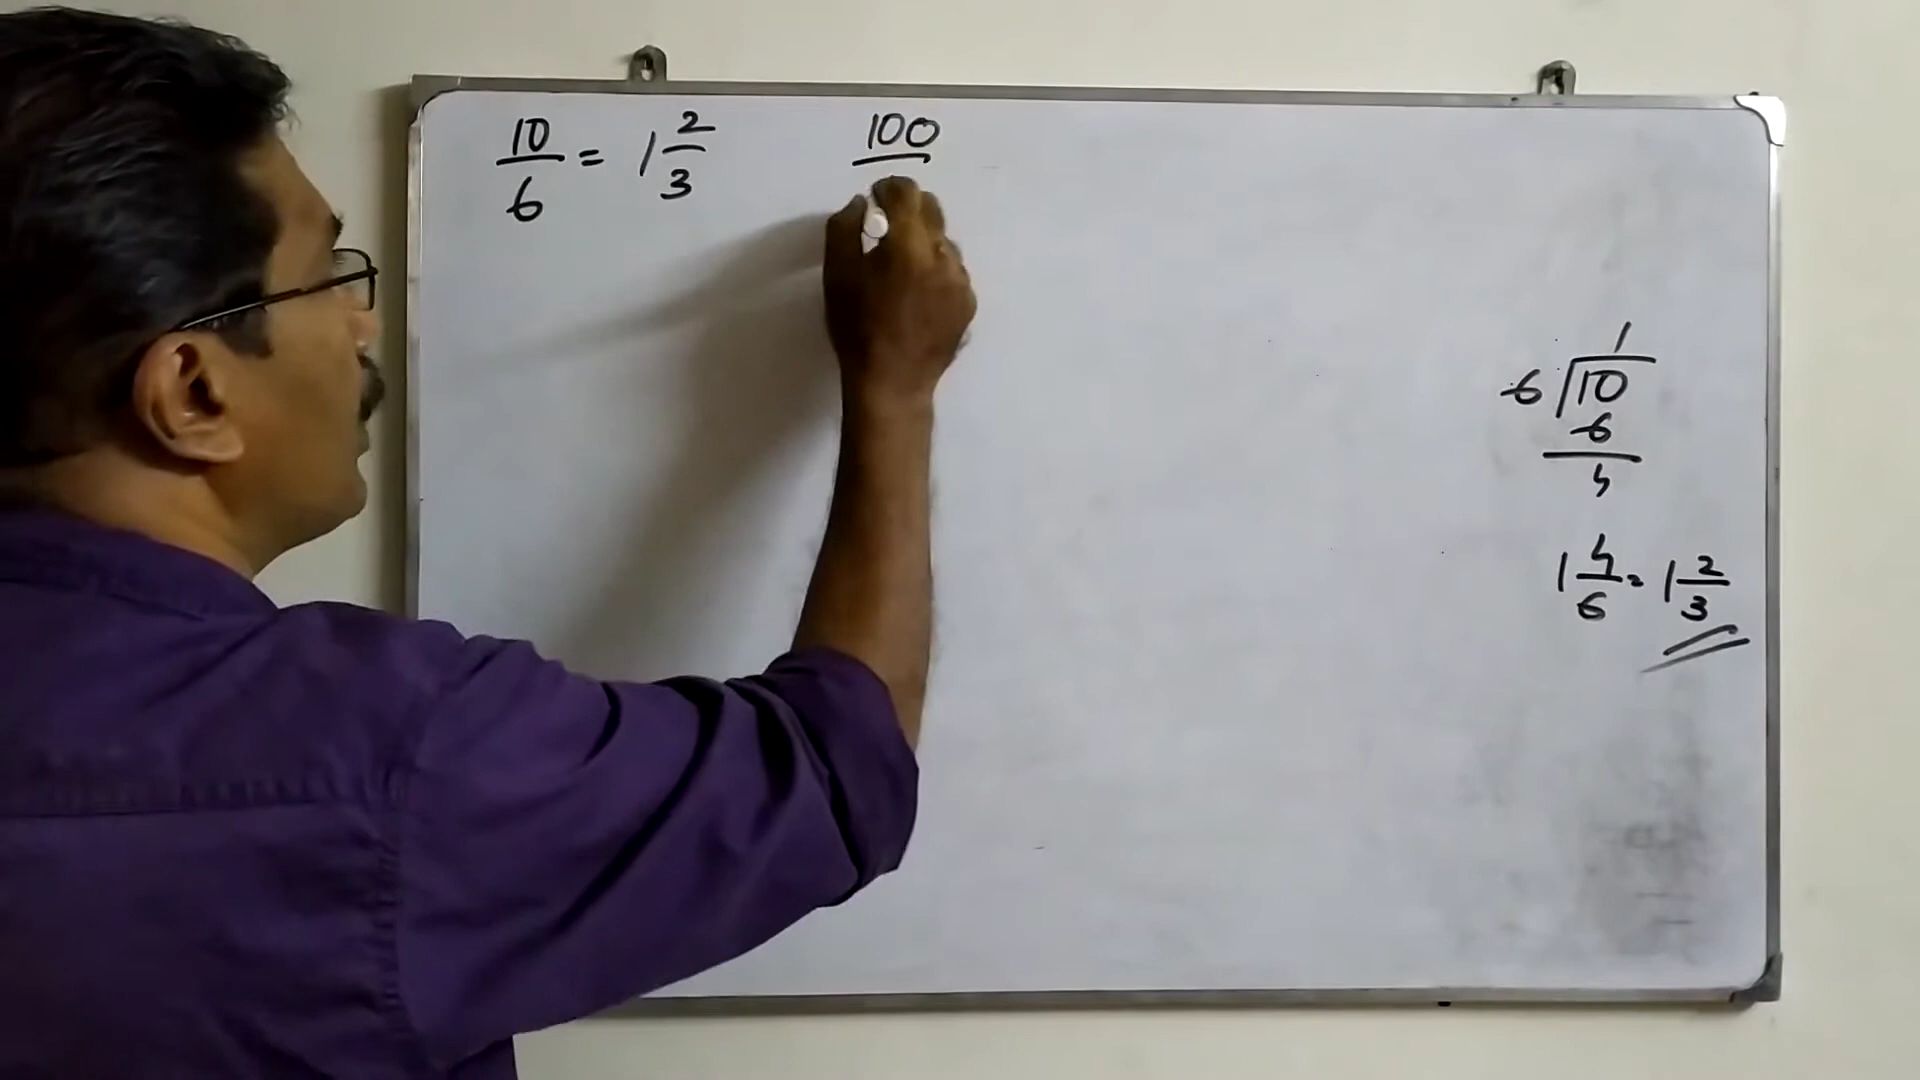 10/6 = 1 2/3
100
1
6 √10
-6
4
1 4/6 = 1 2/3